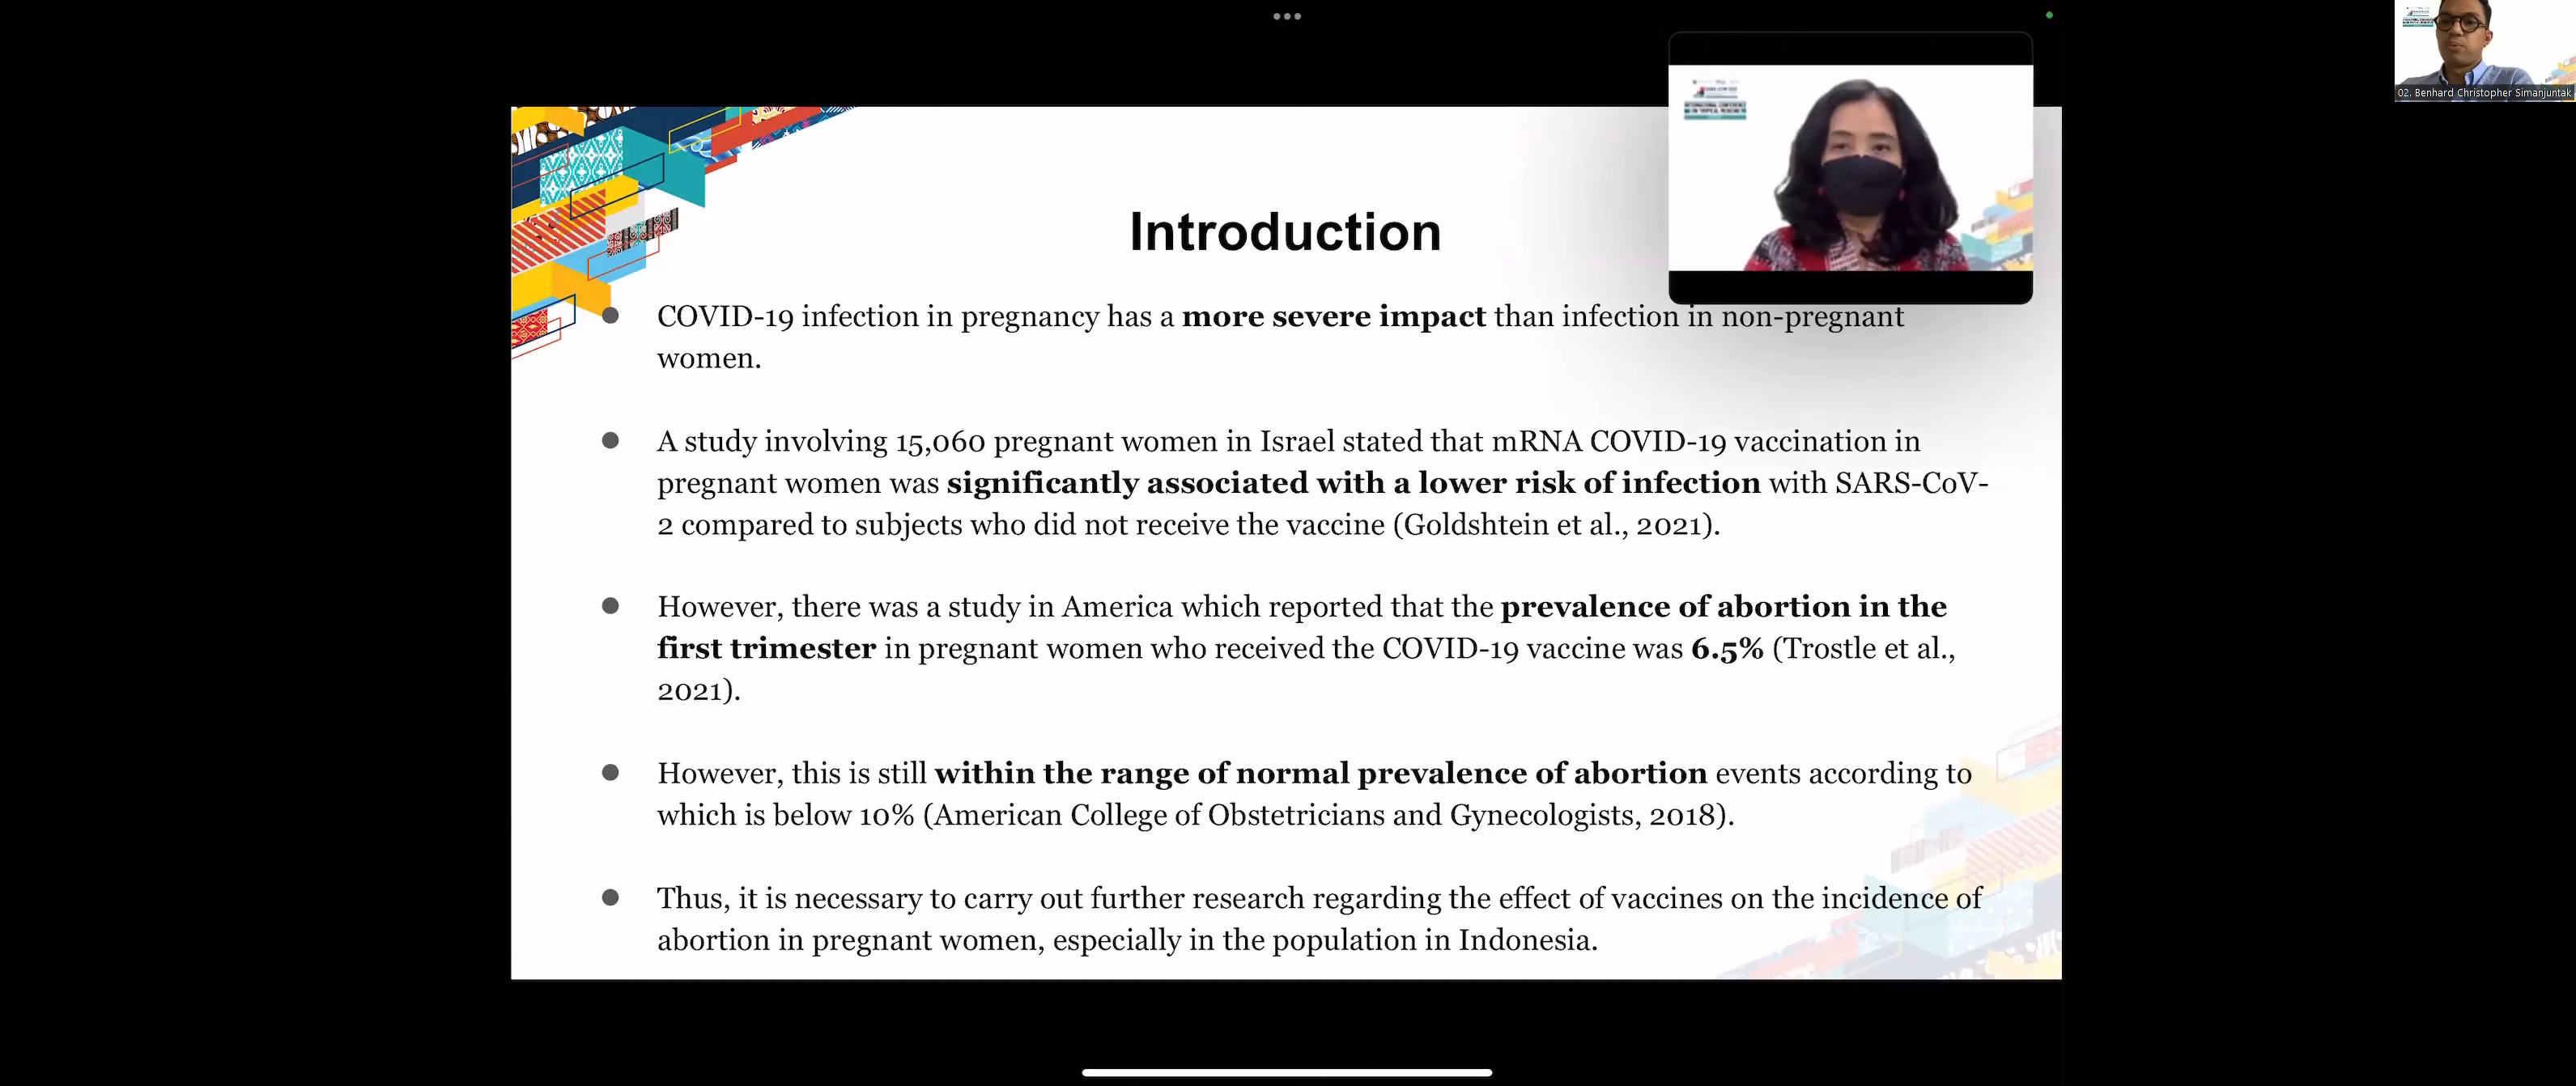 Introduction
COVID-19 infection in pregnancy has a more severe impact than infection in non-pregnant
women.
A study involving 15,060 pregnant women in Israel stated that mRNA COVID-19 vaccination in
pregnant women was significantly associated with a lower risk of infection with SARS-CoV-
2 compared to subjects who did not receive the vaccine (Goldshtein et al., 2021).
However, there was a study in America which reported that the prevalence of abortion in the
first trimester in pregnant women who received the COVID-19 vaccine was 6.5% (Trostle et al.,
2021).
However, this is still within the range of normal prevalence of abortion events according to
which is below 10% (American College of Obstetricians and Gynecologists, 2018).
Thus, it is necessary to carry out further research regarding the effect of vaccines on the incidence of
abortion in pregnant women, especially in the population in Indonesia.
INTERNATIONAL CONFERENCE
ON TROPICAL MEDICINE
02. Benhard Christopher Simanjuntak